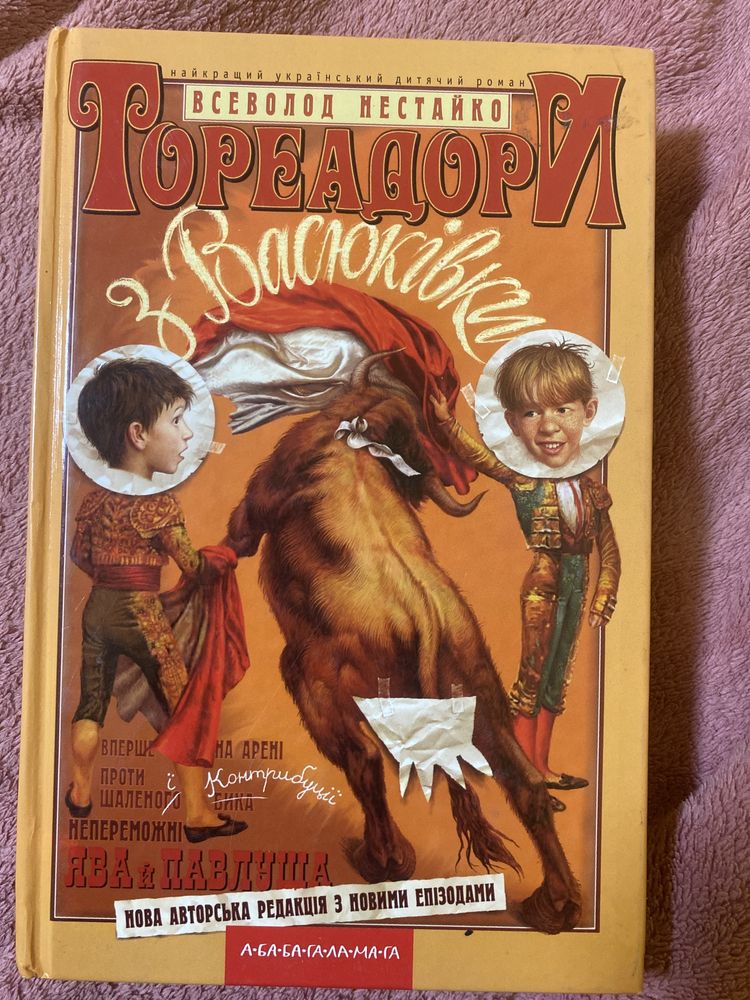 найкращий український дитячий роман
ВСЕВОЛОД НЕСТАЙКО
ТОРЕАДОРИ
з Васюківки
ВПЕРШЕ НА АРЕНІ
ПРОТИ
ШАЛЕНОГО ї БИКА Контрибуції
НЕПЕРЕМОЖНІ
ЯВА й ПАВЛУША
НОВА АВТОРСЬКА РЕДАКЦІЯ З НОВИМИ ЕПІЗОДАМИ
А-БА-БА-ГА-ЛА-МА-ГА